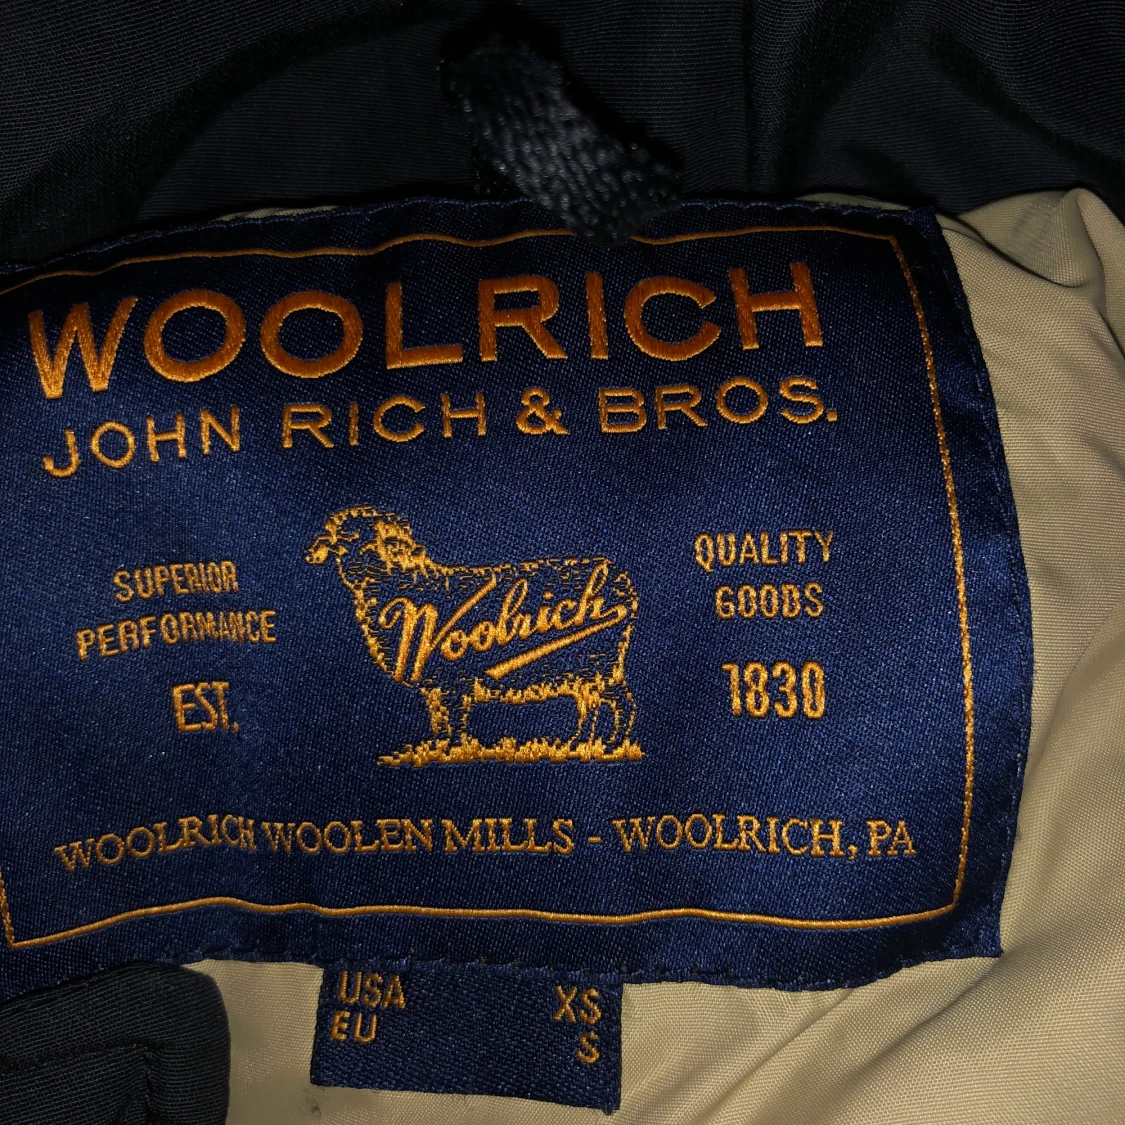 WOOLRICH
JOHN RICH & BROS.
SUPERIOR
PERFORMANCE
EST.
Woolrich
QUALITY
GOODS
1830
WOOLRICH WOOLEN MILLS - WOOLRICH, PA
USA XS
EU S